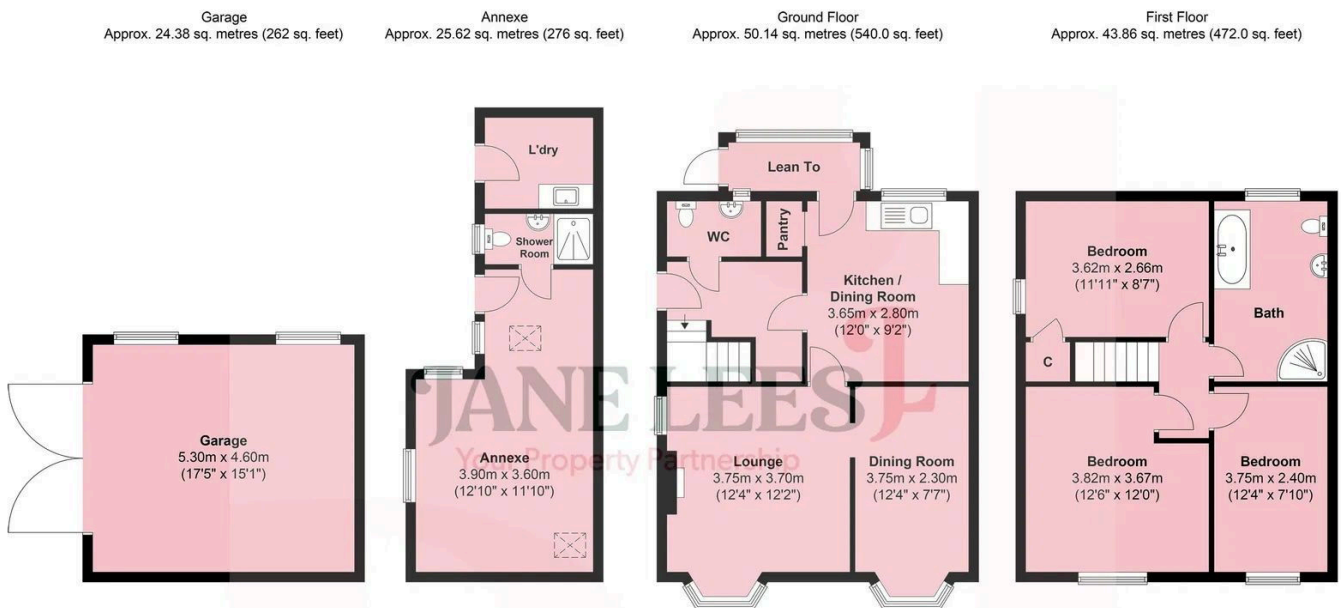 Garage
Approx. 24.38 sq. metres (262 sq. feet)
Annexe
Approx. 25.62 sq. metres (276 sq. feet)
Ground Floor
Approx. 50.14 sq. metres (540.0 sq. feet)
First Floor
Approx. 43.86 sq. metres (472.0 sq. feet)
Garage
5.30m x 4.60m
(17'5" x 15'1")
L'dry
Shower
Room
Annexe
3.90m x 3.60m
(12'10" x 11'10")
Lean To
WC
Pantry
Kitchen /
Dining Room
3.65m x 2.80m
(12'0" x 9'2")
Lounge
3.75m x 3.70m
(12'4" x 12'2")
Dining Room
3.75m x 2.30m
(12'4" x 7'7")
Bedroom
3.62m x 2.66m
(11'11" x 8'7")
Bath
C
Bedroom
3.82m x 3.67m
(12'6" x 12'0")
Bedroom
3.75m x 2.40m
(12'4" x 7'10")
JANE LEES
Your Property Partnership